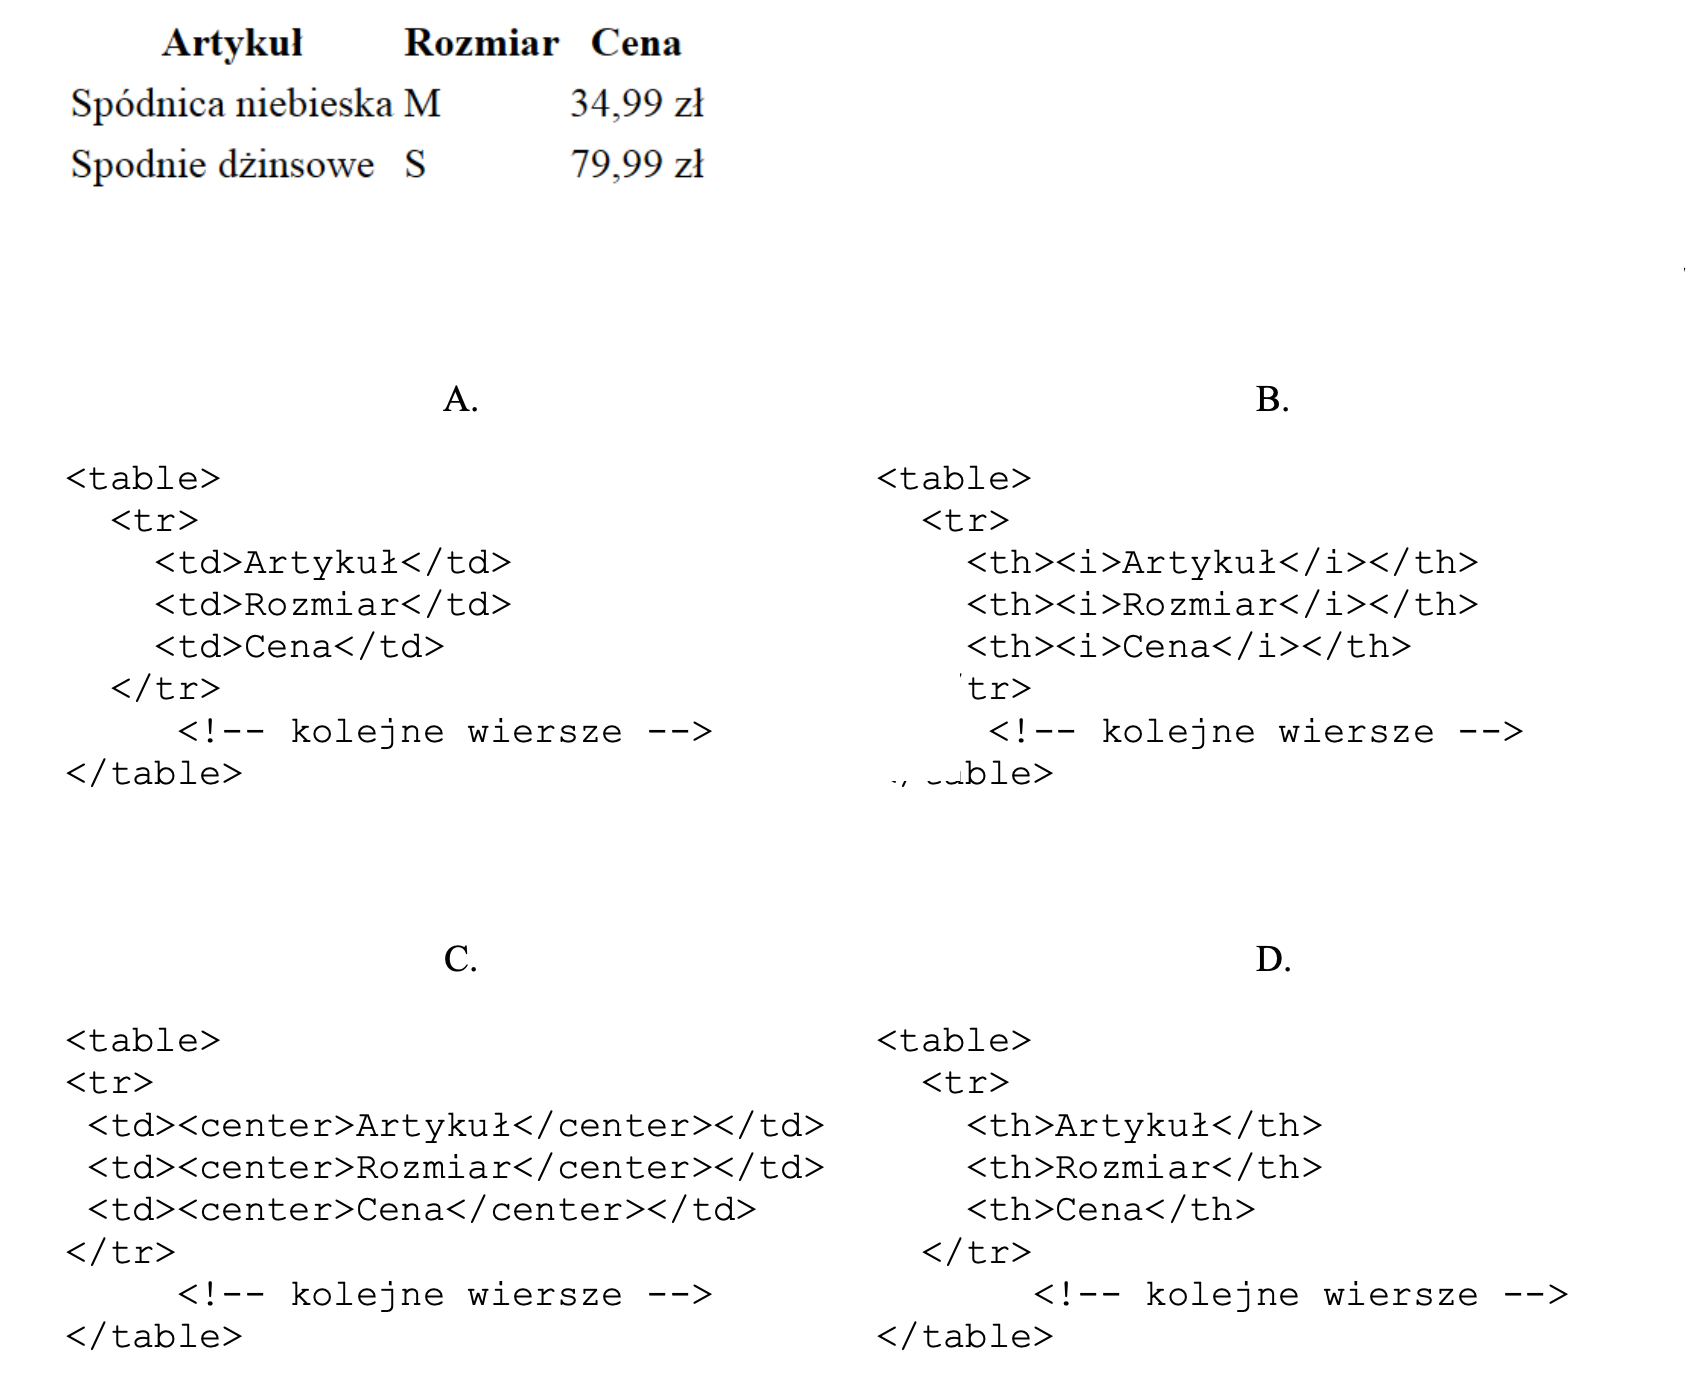 Artykuł Rozmiar Cena
Spódnica niebieska M 34,99 zł
Spodnie dżinsowe S 79,99 zł
A.
<table>
<tr>
<td>Artykuł</td>
<td>Rozmiar</td>
<td>Cena</td>
</tr>
<!-- kolejne wiersze -->
</table>
B.
<table>
<tr>
<th><i>Artykuł</i></th>
<th><i>Rozmiar</i></th>
<th><i>Cena</i></th>
tr>
<!-- kolejne wiersze -->
</table>
C.
<table>
<tr>
<td><center>Artykuł</center></td>
<td><center>Rozmiar</center></td>
<td><center>Cena</center></td>
</tr>
<!-- kolejne wiersze -->
</table>
D.
<table>
<tr>
<th>Artykuł</th>
<th>Rozmiar</th>
<th>Cena</th>
</tr>
<!-- kolejne wiersze -->
</table>